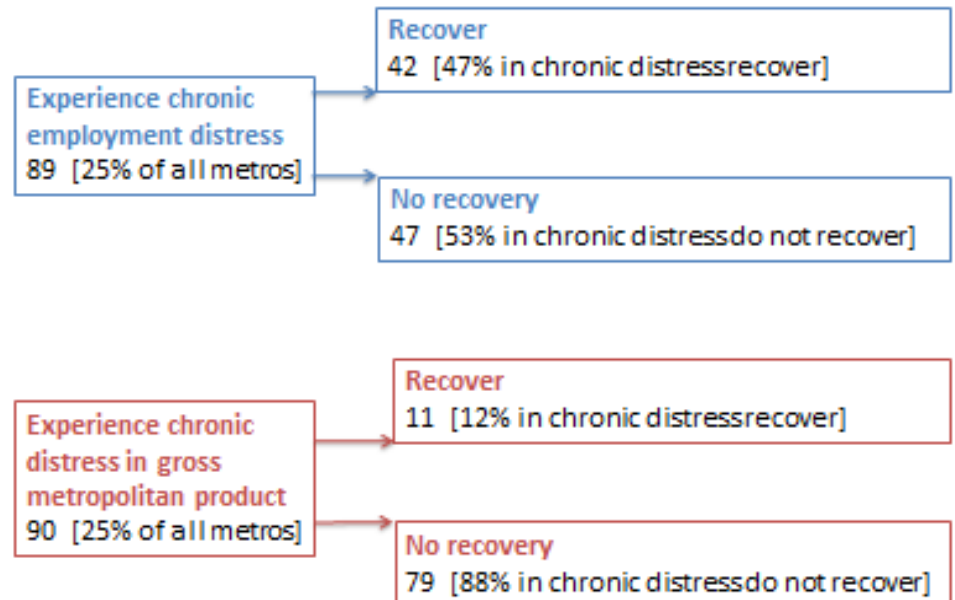 Recover
42 [47% in chronic distressrecover]
Experience chronic
employment distress
89 [25% of all metros]
No recovery
47 [53% in chronic distressdo not recover]
Recover
11 [12% in chronic distressrecover]
Experience chronic
distress in gross
metropolitan product
90 [25% of all metros]
No recovery
79 [88% in chronic distressdo not recover]